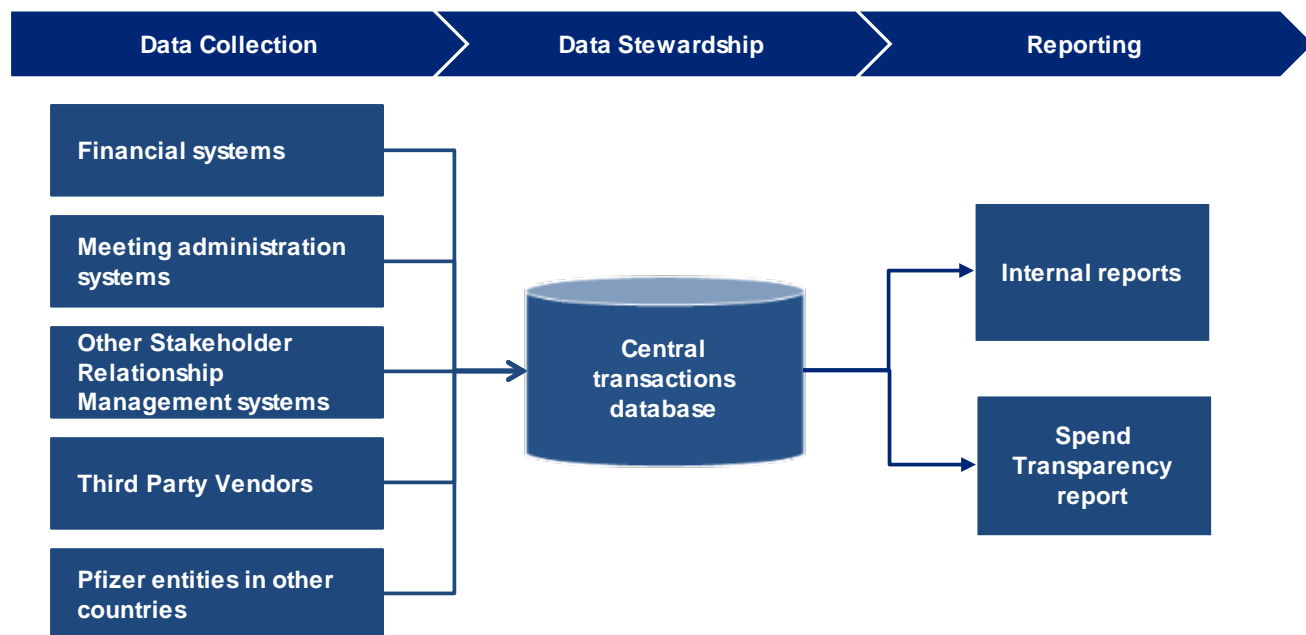 Data Collection
Data Stewardship
Reporting
Financial systems
Meeting administration
systems
Other Stakeholder
Relationship
Management systems
Third Party Vendors
Pfizer entities in other
countries
Central
transactions
database
Internal reports
Spend
Transparency
report